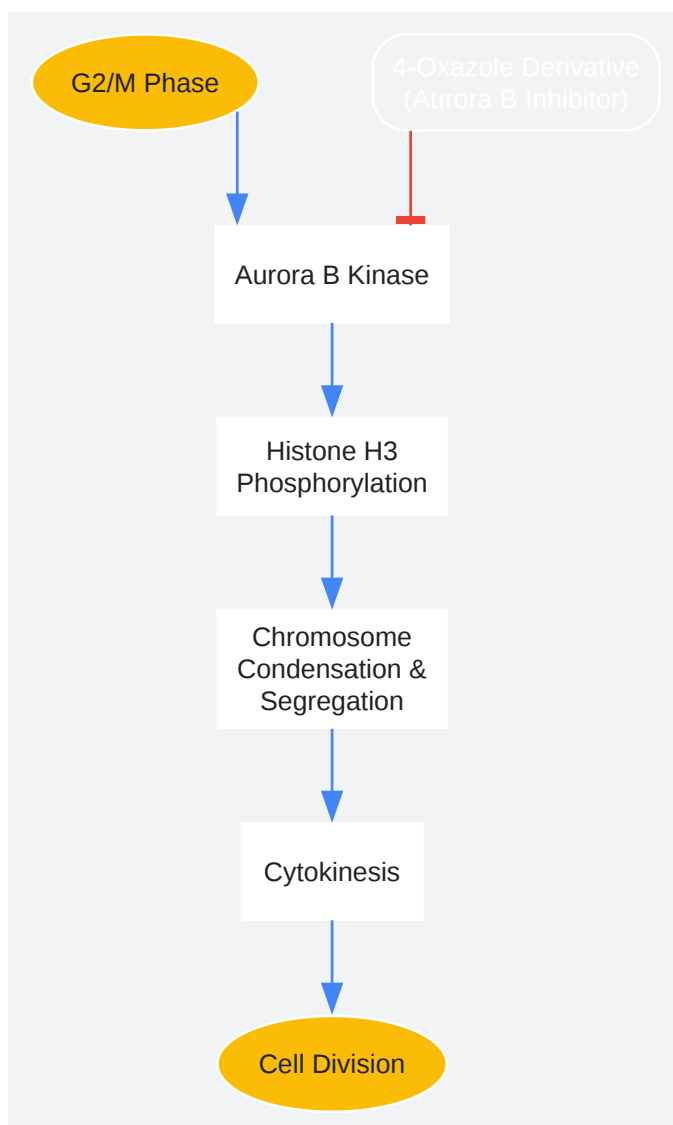 G2/M Phase
4-Oxazole Derivative
(Aurora B Inhibitor)
Aurora B Kinase
Histone H3
Phosphorylation
Chromosome
Condensation &
Segregation
Cytokinesis
Cell Division